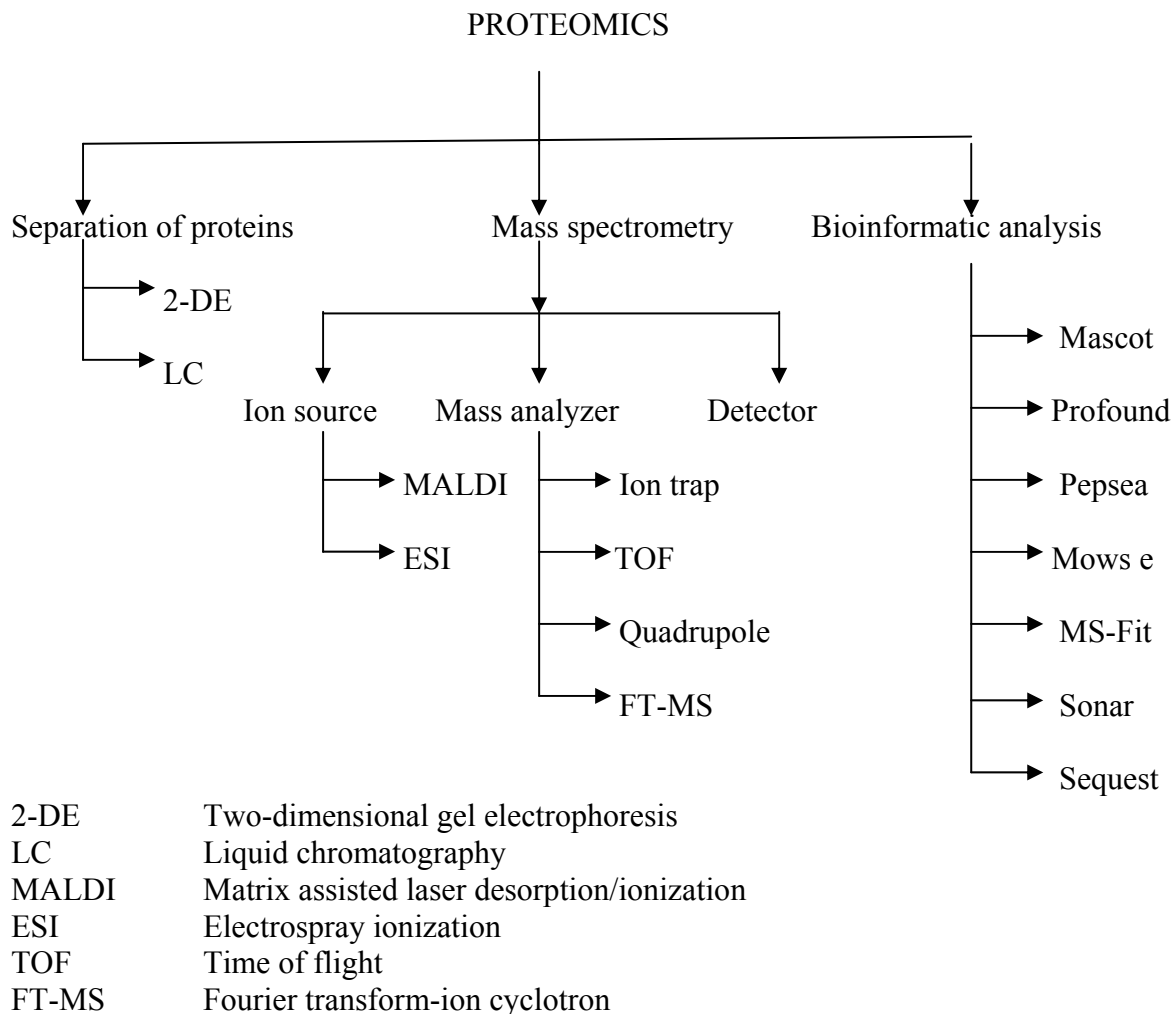 PROTEOMICS
Separation of proteins
2-DE
LC
Mass spectrometry
Ion source
MALDI
ESI
Mass analyzer
Ion trap
TOF
Quadrupole
FT-MS
Detector
Bioinformatic analysis
Mascot
Profound
Pepsea
Mows e
MS-Fit
Sonar
Sequest
2-DE Two-dimensional gel electrophoresis
LC Liquid chromatography
MALDI Matrix assisted laser desorption/ionization
ESI Electrospray ionization
TOF Time of flight
FT-MS Fourier transform-ion cyclotron